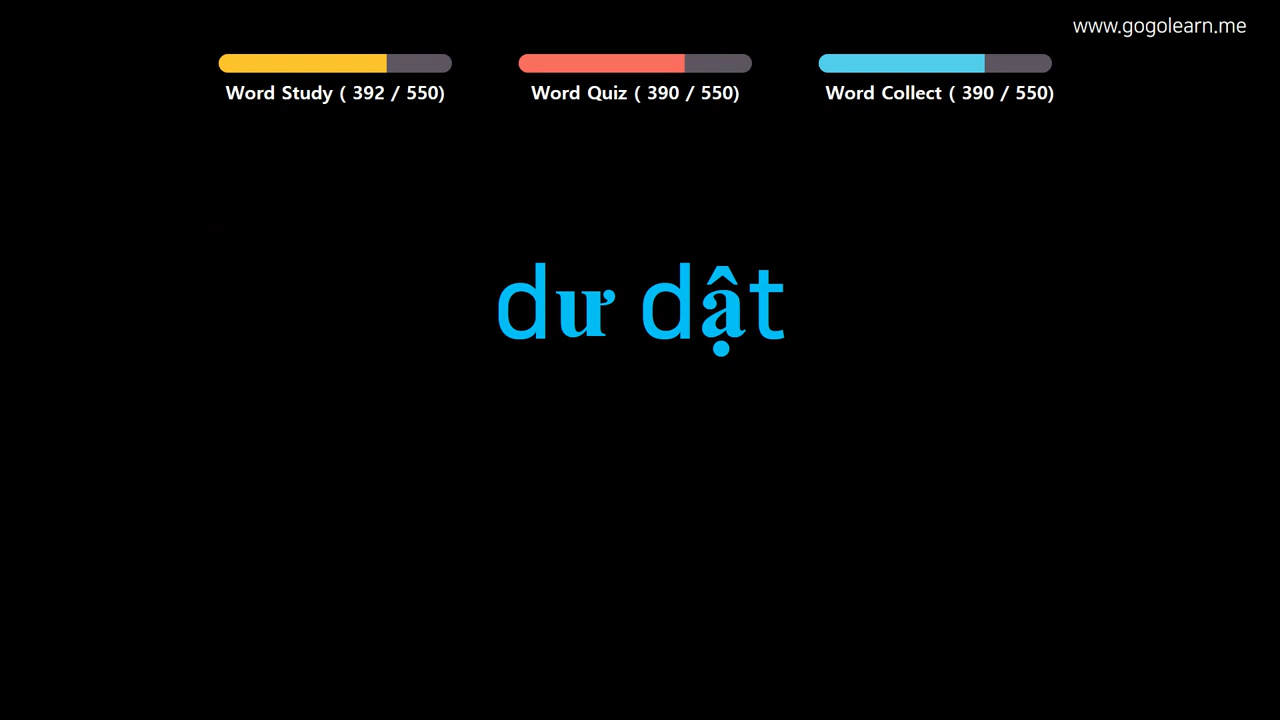 www.gogolearn.me
Word Study ( 392 / 550)
Word Quiz ( 390 / 550)
Word Collect ( 390 / 550)
dư dật